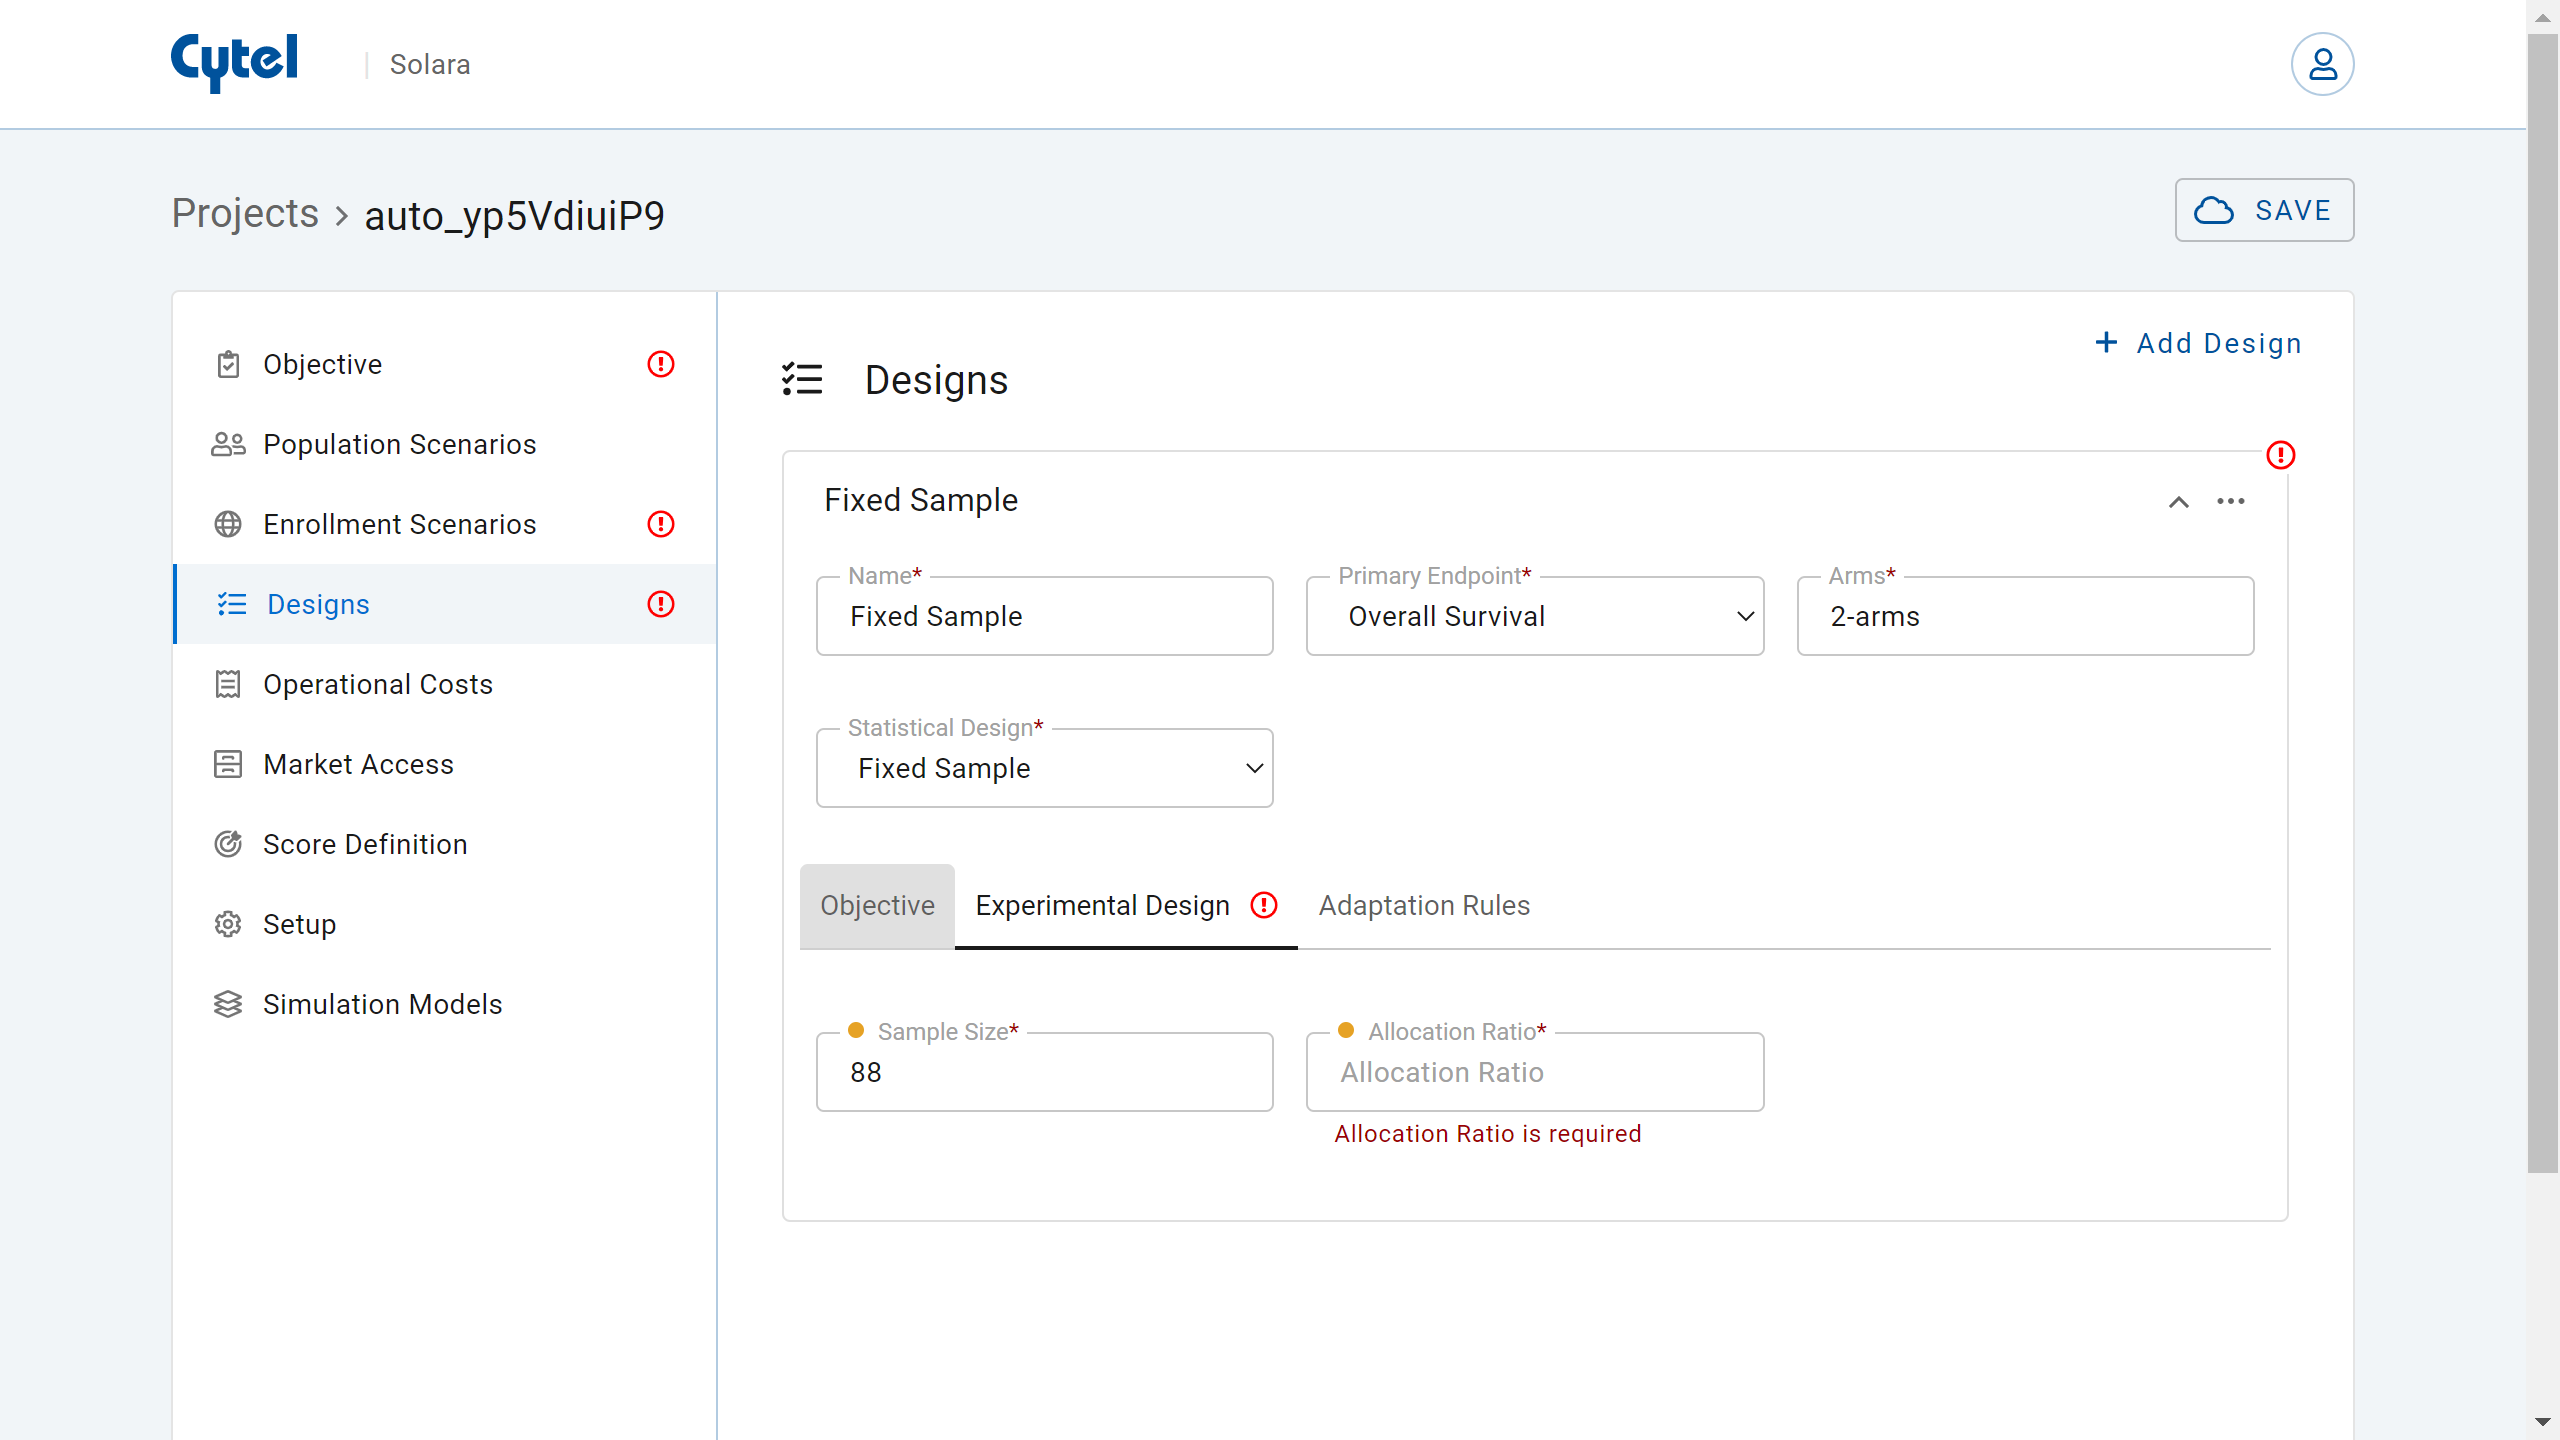 Cytel | Solara
Projects > auto_yp5VdiuiP9
SAVE
Objective
Population Scenarios
Enrollment Scenarios
Designs
Operational Costs
Market Access
Score Definition
Setup
Simulation Models
+ Add Design
Designs
Fixed Sample
Name* Primary Endpoint* Arms*
Fixed Sample Overall Survival 2-arms
Statistical Design*
Fixed Sample
Objective Experimental Design Adaptation Rules
Sample Size* Allocation Ratio*
88 Allocation Ratio
Allocation Ratio is required